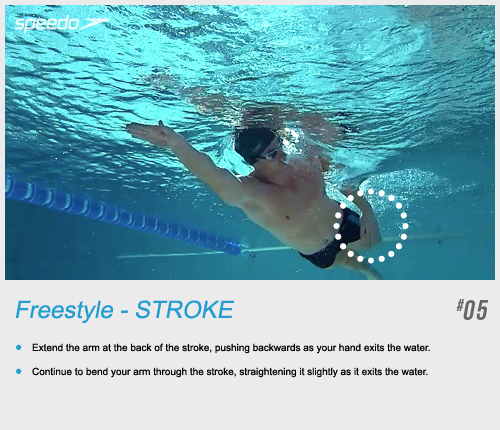 speedo
Freestyle - STROKE
#05
Extend the arm at the back of the stroke, pushing backwards as your hand exits the water.
Continue to bend your arm through the stroke, straightening it slightly as it exits the water.